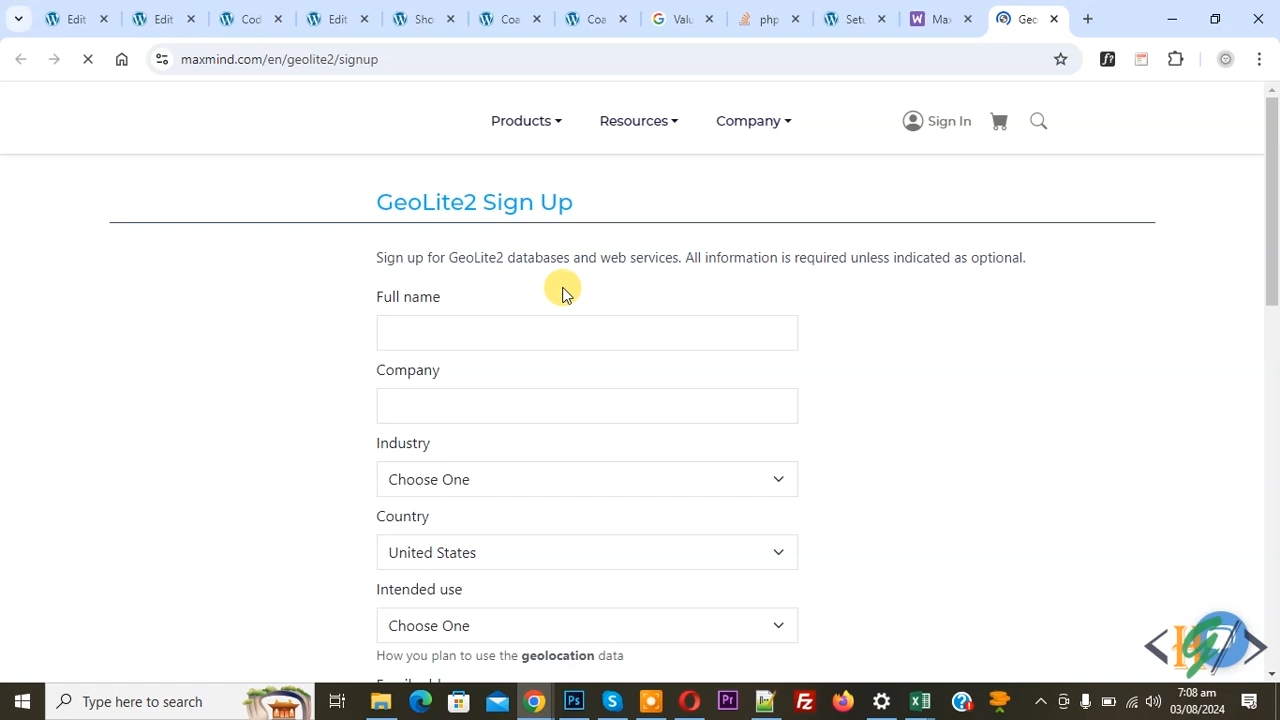 Edit
Edit
Cod
Edit
Sho
Coa
Coa
Valu
php
Setu
Max
Geo
maxmind.com/en/geolite2/signup
Products
Resources
Company
Sign In
GeoLite2 Sign Up
Sign up for GeoLite2 databases and web services. All information is required unless indicated as optional.
Full name
Company
Industry
Choose One
Country
United States
Intended use
Choose One
How you plan to use the geolocation data
Type here to search
7:08 am
03/08/2024